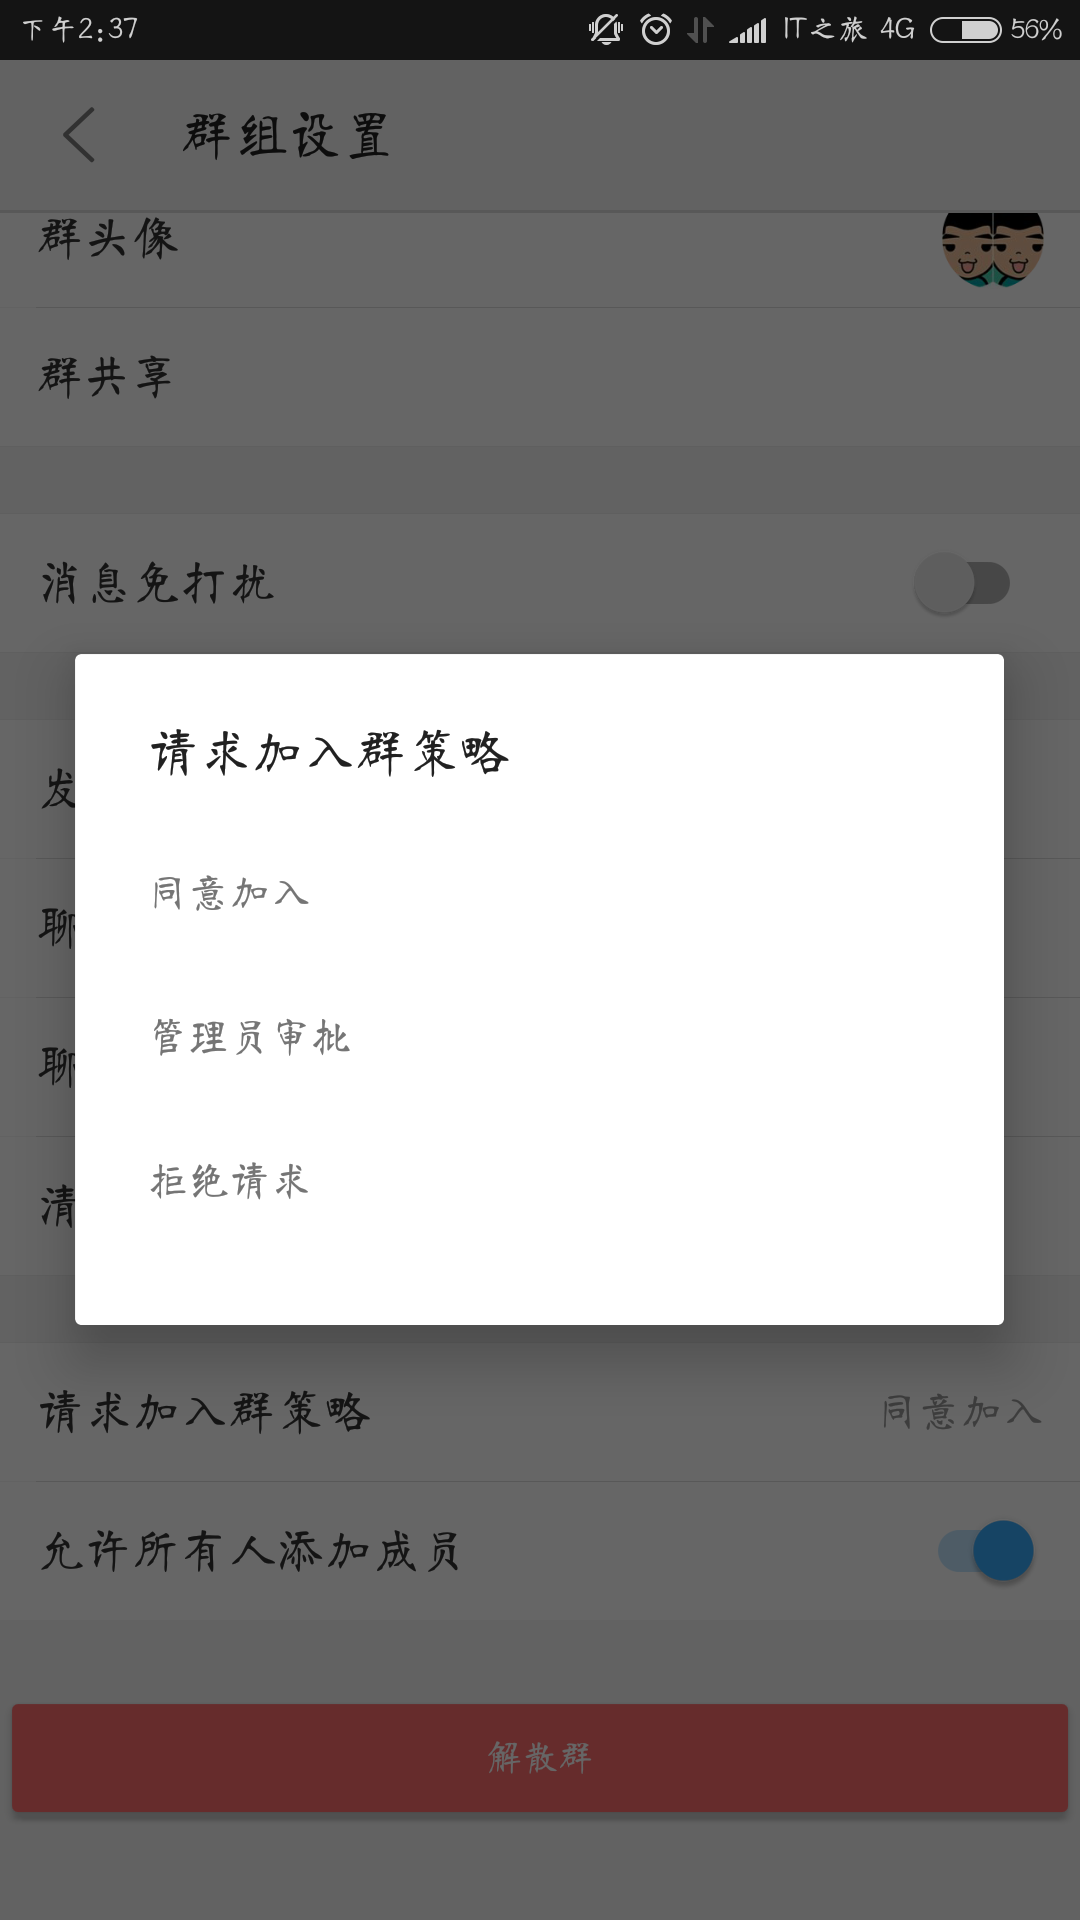 下午2:37 IT之旅 4G 56%
群组设置
群头像
群共享
消息免打扰
发
聊
聊
清
请求加入群策略
同意加入
管理员审批
拒绝请求
请求加入群策略 同意加入
允许所有人添加成员
解散群